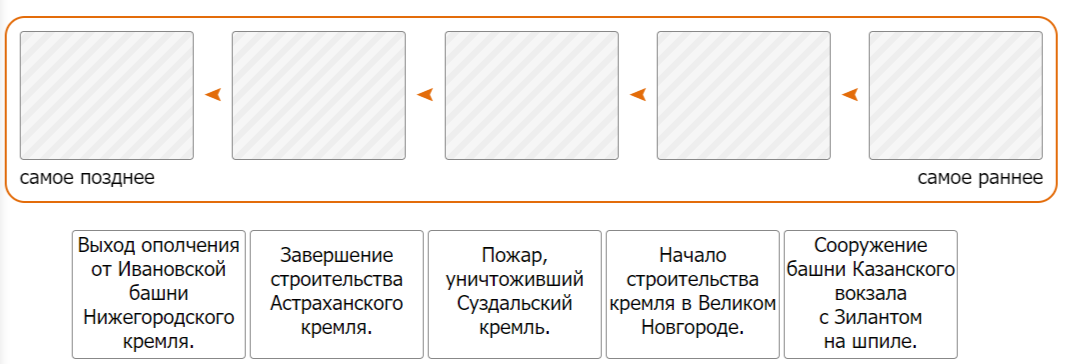 самое позднее
самое раннее
Выход ополчения
от Ивановской
башни
Нижегородского
кремля.
Завершение
строительства
Астраханского
кремля.
Пожар,
уничтоживший
Суздальский
кремль.
Начало
строительства
кремля в Великом
Новгороде.
Сооружение
башни Казанского
вокзала
с Зилантом
на шпиле.